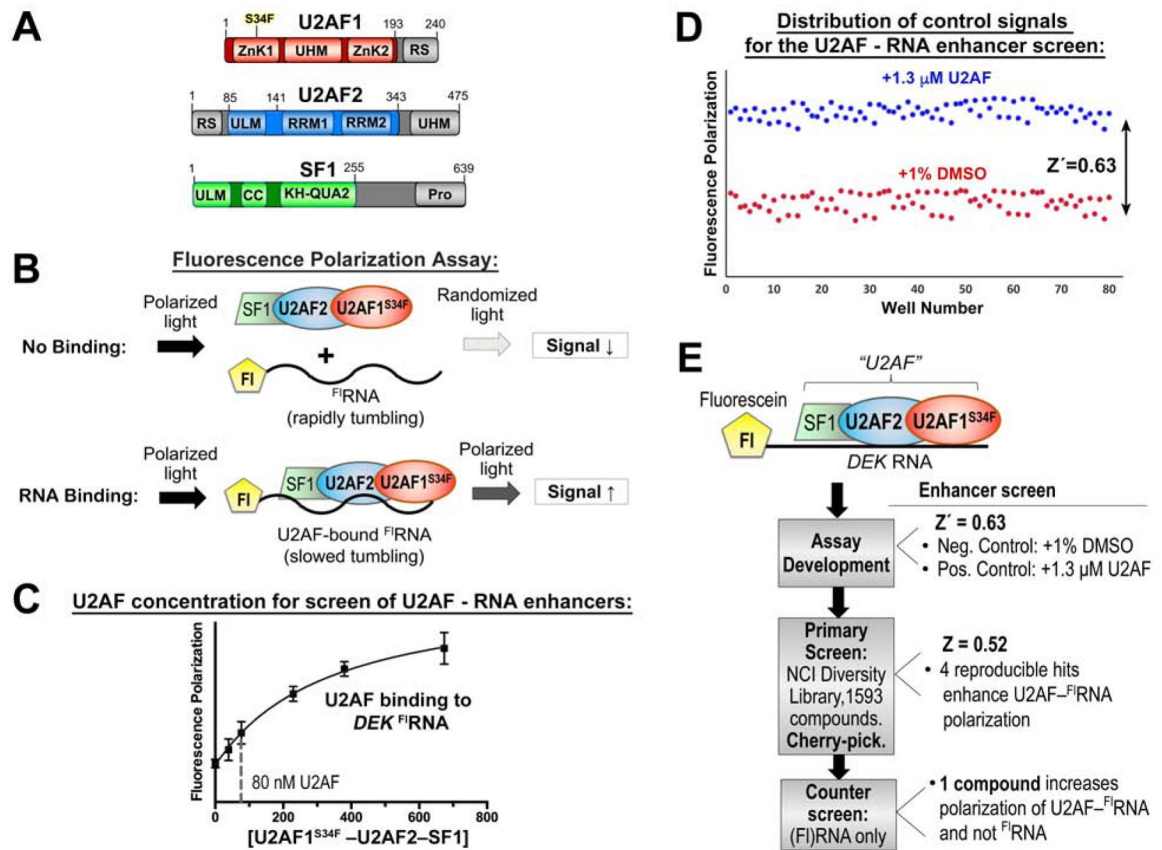 A
U2AF1
S34F
1
193
240
ZnK1
UHM
ZnK2
RS
U2AF2
1
85
141
343
475
RS
ULM
RRM1
RRM2
UHM
SF1
1
255
639
ULM
CC
KH-QUA2
Pro
B
Fluorescence Polarization Assay:
No Binding:
Polarized
light
SF1
U2AF2
U2AF1S34F
+
Fl
FlRNA
(rapidly tumbling)
Randomized
light
Signal ↓
RNA Binding:
Polarized
light
Fl
SF1
U2AF2
U2AF1S34F
U2AF-bound FlRNA
(slowed tumbling)
Polarized
light
Signal ↑
C
U2AF concentration for screen of U2AF - RNA enhancers:
Fluorescence Polarization
U2AF binding to
DEK FlRNA
80 nM U2AF
0
200
400
600
800
[U2AF1S34F –U2AF2–SF1]
D
Distribution of control signals
for the U2AF - RNA enhancer screen:
Fluorescence Polarization
+1.3 µM U2AF
+1% DMSO
Z´=0.63
0
10
20
30
40
50
60
70
80
Well Number
E
"U2AF"
Fluorescein
Fl
SF1
U2AF2
U2AF1S34F
DEK RNA
Enhancer screen
Assay
Development
Z´ = 0.63
• Neg. Control: +1% DMSO
• Pos. Control: +1.3 µM U2AF
Primary
Screen:
NCI Diversity
Library,1593
compounds.
Cherry-pick.
Z = 0.52
• 4 reproducible hits
enhance U2AF–FlRNA
polarization
Counter
screen:
(Fl)RNA only
• 1 compound increases
polarization of U2AF–FlRNA
and not FlRNA